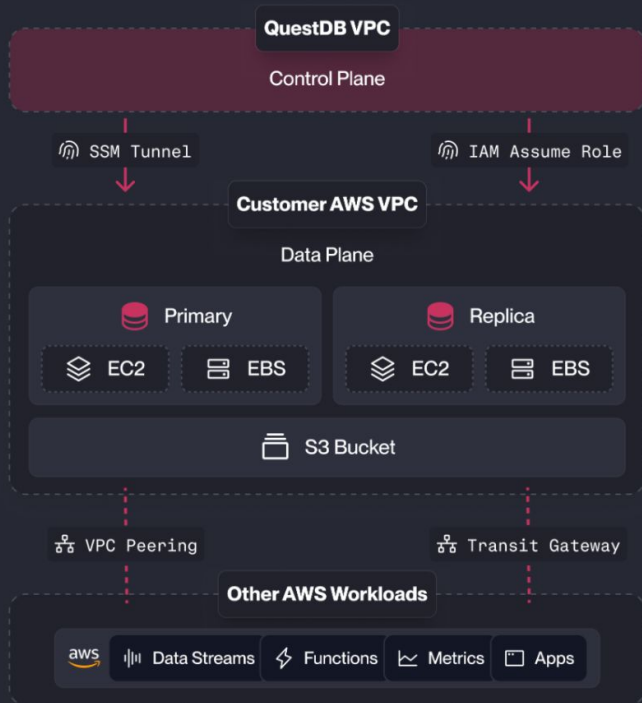 QuestDB VPC
Control Plane
SSM Tunnel
IAM Assume Role
Customer AWS VPC
Data Plane
Primary
Replica
EC2
EBS
EC2
EBS
S3 Bucket
VPC Peering
Transit Gateway
Other AWS Workloads
aws
Data Streams
Functions
Metrics
Apps